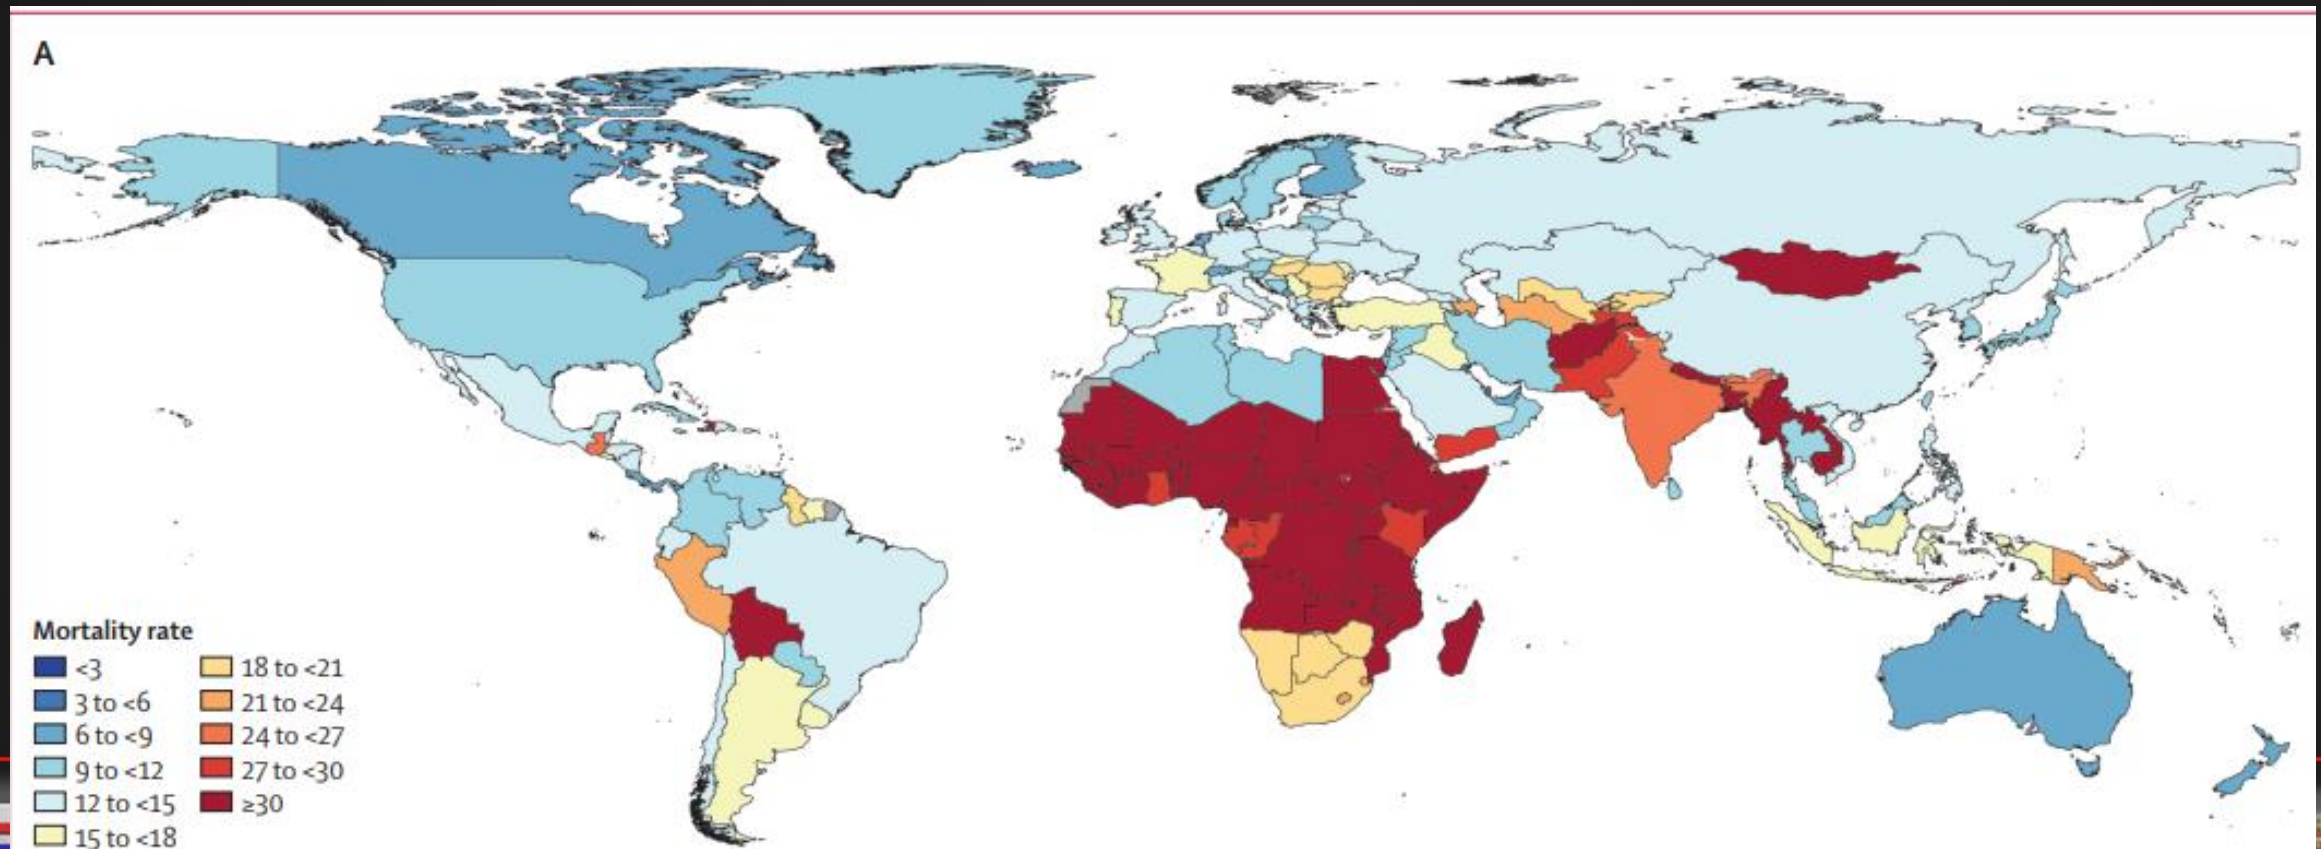 A
Mortality rate
<3
3 to <6
6 to <9
9 to <12
12 to <15
15 to <18
18 to <21
21 to <24
24 to <27
27 to <30
≥30